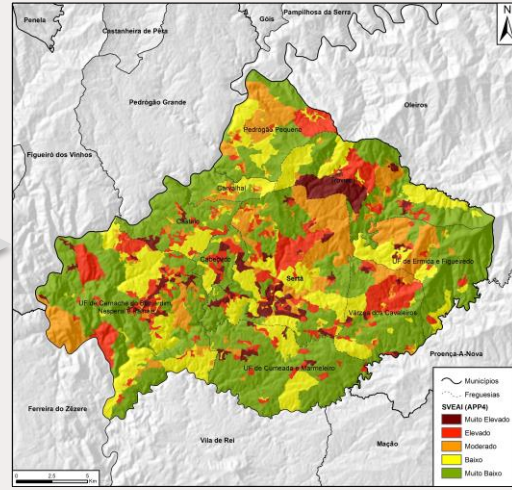 Penela
Castanheira de Pêra
Góis
Pampilhosa da Serra
N
Pedrógão Grande
Oleiros
Pedrógão Pequeno
Figueiró dos Vinhos
Carvalhal
Castelo
Cabeçudo
Sertã
UF de Ermida e Figueiredo
UF de Cernache do Bonjardim,
Nesperal e Palhais
Várzea dos Cavaleiros
UF de Cumeada e Marmeleiro
Proença-A-Nova
Ferreira do Zêzere
Vila de Rei
Mação
Municípios
Freguesias
SVEAI (APP4)
Muito Elevado
Elevado
Moderado
Baixo
Muito Baixo
0 2.5 5
Km